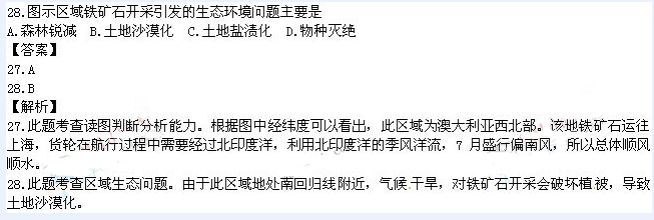 28.图示区域铁矿石开采引发的生态环境问题主要是
A.森林锐减 B.土地沙漠化 C.土地盐渍化 D.物种灭绝
【答案】
27.A
28.B
【解析】
27.此题考查读图判断分析能力。根据图中经纬度可以看出，此区域为澳大利亚西北部。该地铁矿石运往
上海，货轮在航行过程中需要经过北印度洋，利用北印度洋的季风洋流，7 月盛行偏南风，所以总体顺风
顺水。
28.此题考查区域生态问题。由于此区域地处南回归线附近，气候干旱，对铁矿石开采会破坏植被，导致
土地沙漠化。